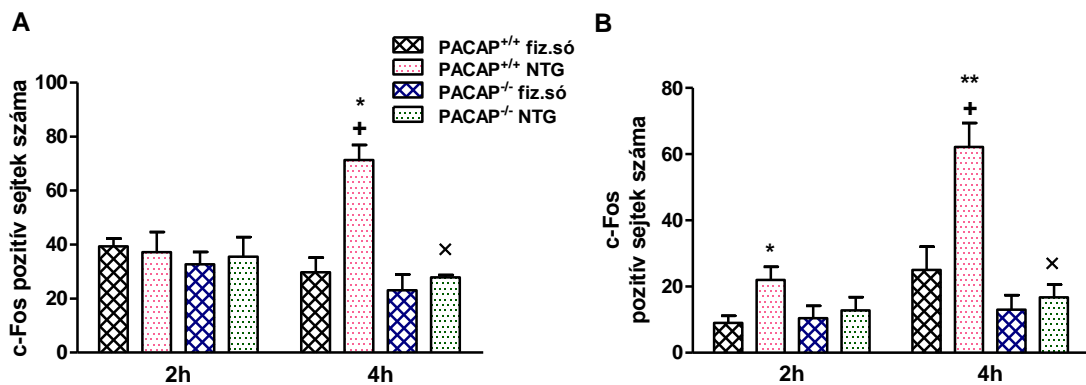 A
c-Fos pozitív sejtek száma
100
80
60
40
20
0
*
+
×
2h
4h
PACAP+/+ fiz.só
PACAP+/+ NTG
PACAP-/- fiz.só
PACAP-/- NTG
B
c-Fos
pozitív sejtek száma
80
60
40
20
0
*
**
+
×
2h
4h